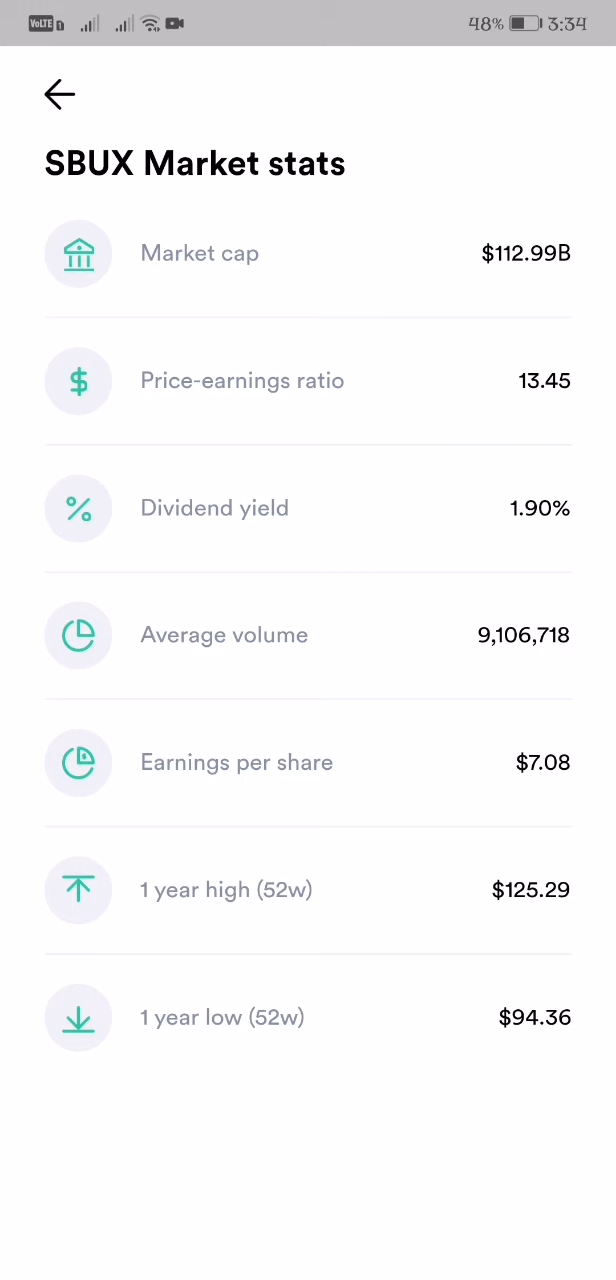 VoLTE 1 48% 3:34
SBUX Market stats
Market cap $112.99B
Price-earnings ratio 13.45
Dividend yield 1.90%
Average volume 9,106,718
Earnings per share $7.08
1 year high (52w) $125.29
1 year low (52w) $94.36